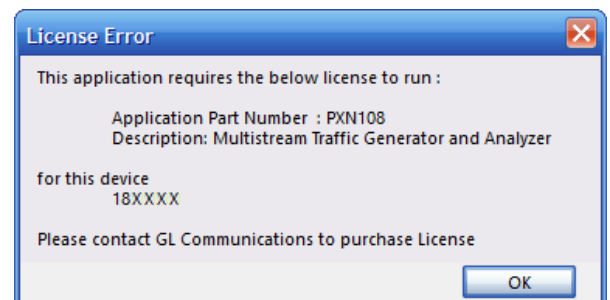 License Error
This application requires the below license to run :
Application Part Number : PXN108
Description: Multistream Traffic Generator and Analyzer
for this device
18XXXX
Please contact GL Communications to purchase License
OK